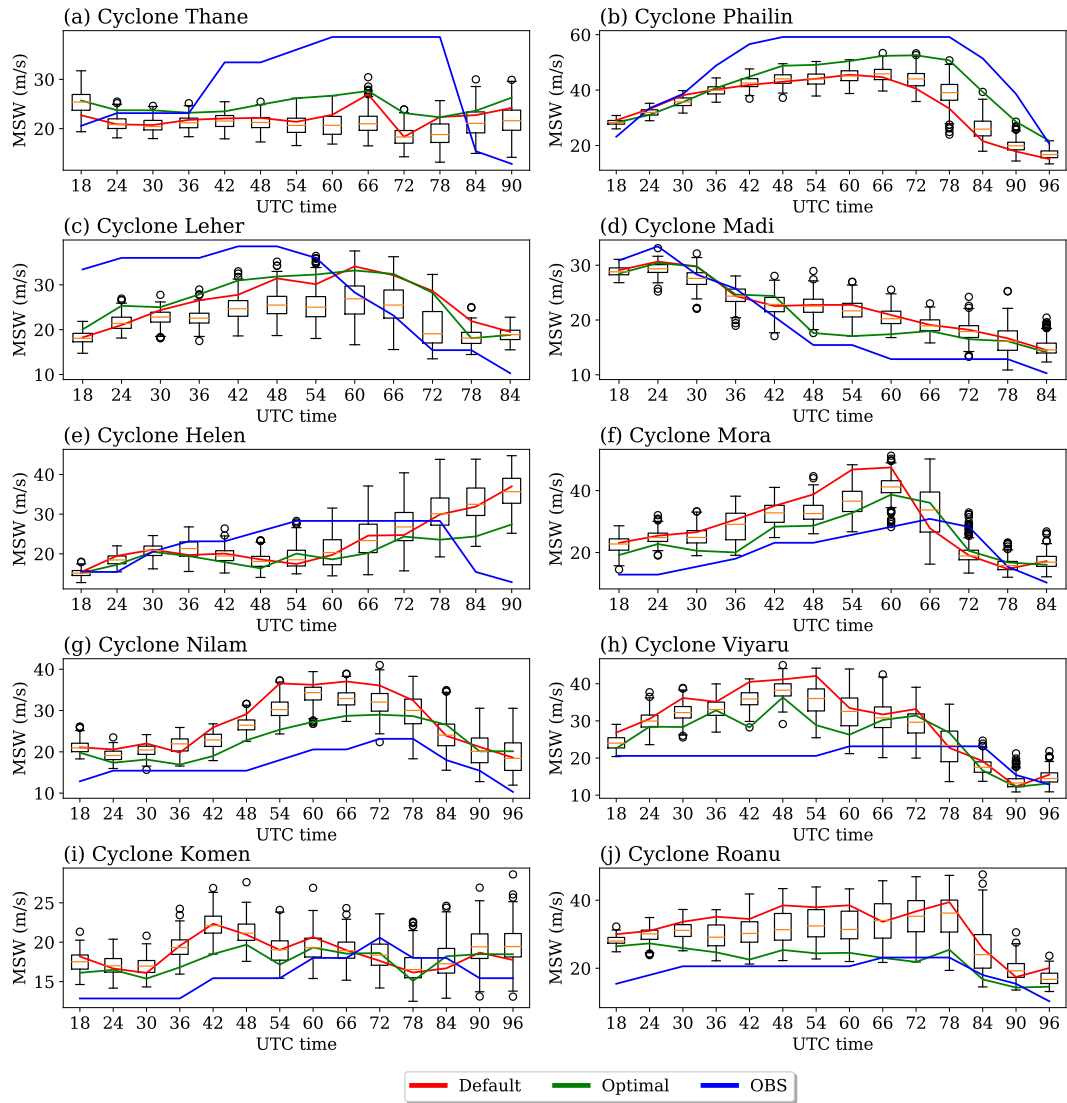 (a) Cyclone Thane
MSW (m/s)
30
20
18 24 30 36 42 48 54 60 66 72 78 84 90
UTC time
(b) Cyclone Phailin
MSW (m/s)
60
40
20
18 24 30 36 42 48 54 60 66 72 78 84 90 96
UTC time
(c) Cyclone Leher
MSW (m/s)
30
20
10
18 24 30 36 42 48 54 60 66 72 78 84
UTC time
(d) Cyclone Madi
MSW (m/s)
30
20
10
18 24 30 36 42 48 54 60 66 72 78 84
UTC time
(e) Cyclone Helen
MSW (m/s)
40
30
20
18 24 30 36 42 48 54 60 66 72 78 84 90
UTC time
(f) Cyclone Mora
MSW (m/s)
40
20
18 24 30 36 42 48 54 60 66 72 78 84
UTC time
(g) Cyclone Nilam
MSW (m/s)
40
30
20
10
18 24 30 36 42 48 54 60 66 72 78 84 90 96
UTC time
(h) Cyclone Viyaru
MSW (m/s)
40
30
20
10
18 24 30 36 42 48 54 60 66 72 78 84 90 96
UTC time
(i) Cyclone Komen
MSW (m/s)
25
20
15
18 24 30 36 42 48 54 60 66 72 78 84 90 96
UTC time
(j) Cyclone Roanu
MSW (m/s)
40
20
18 24 30 36 42 48 54 60 66 72 78 84 90 96
UTC time
Default Optimal OBS